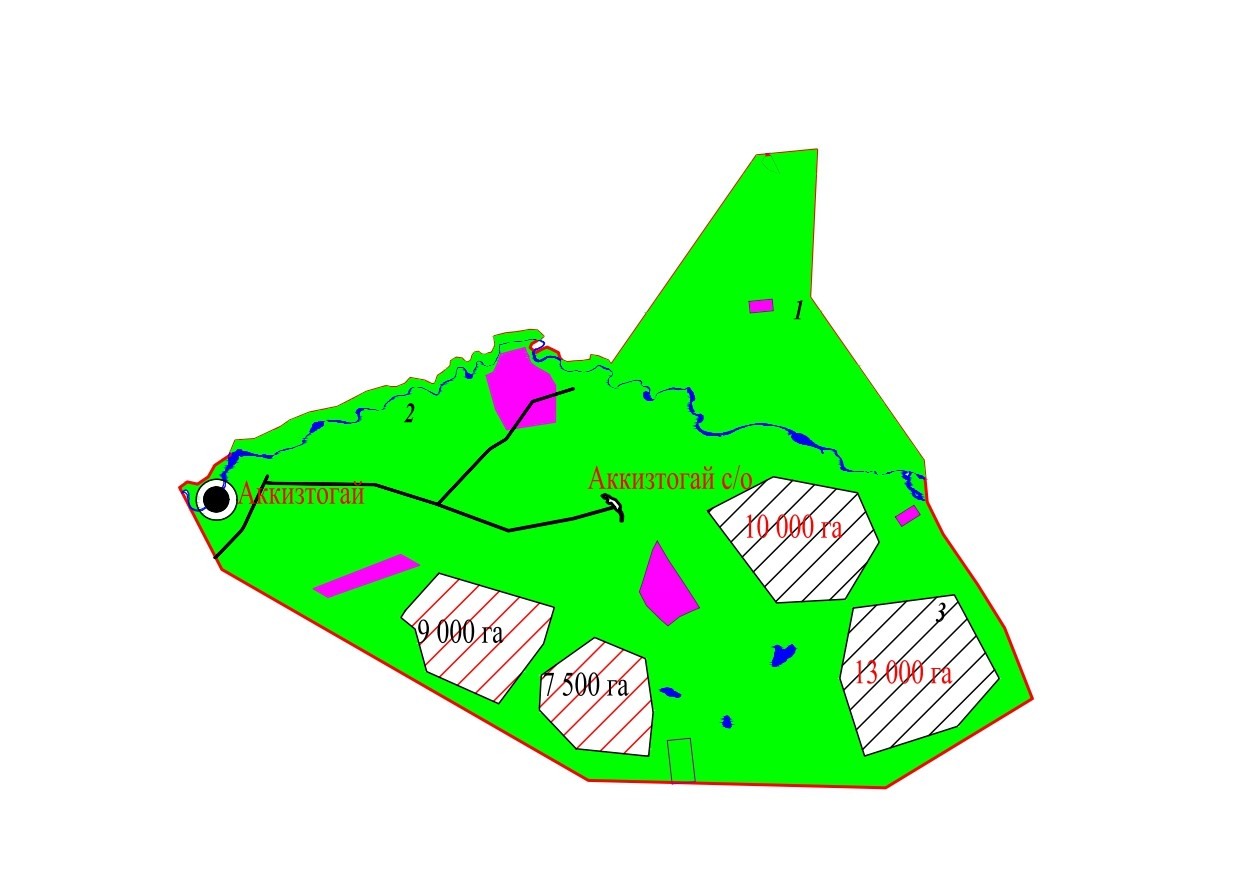 1
2
Аккизтогай с/о
Аккизтогай
10 000 га
3
9 000 га
13 000 га
7 500 га